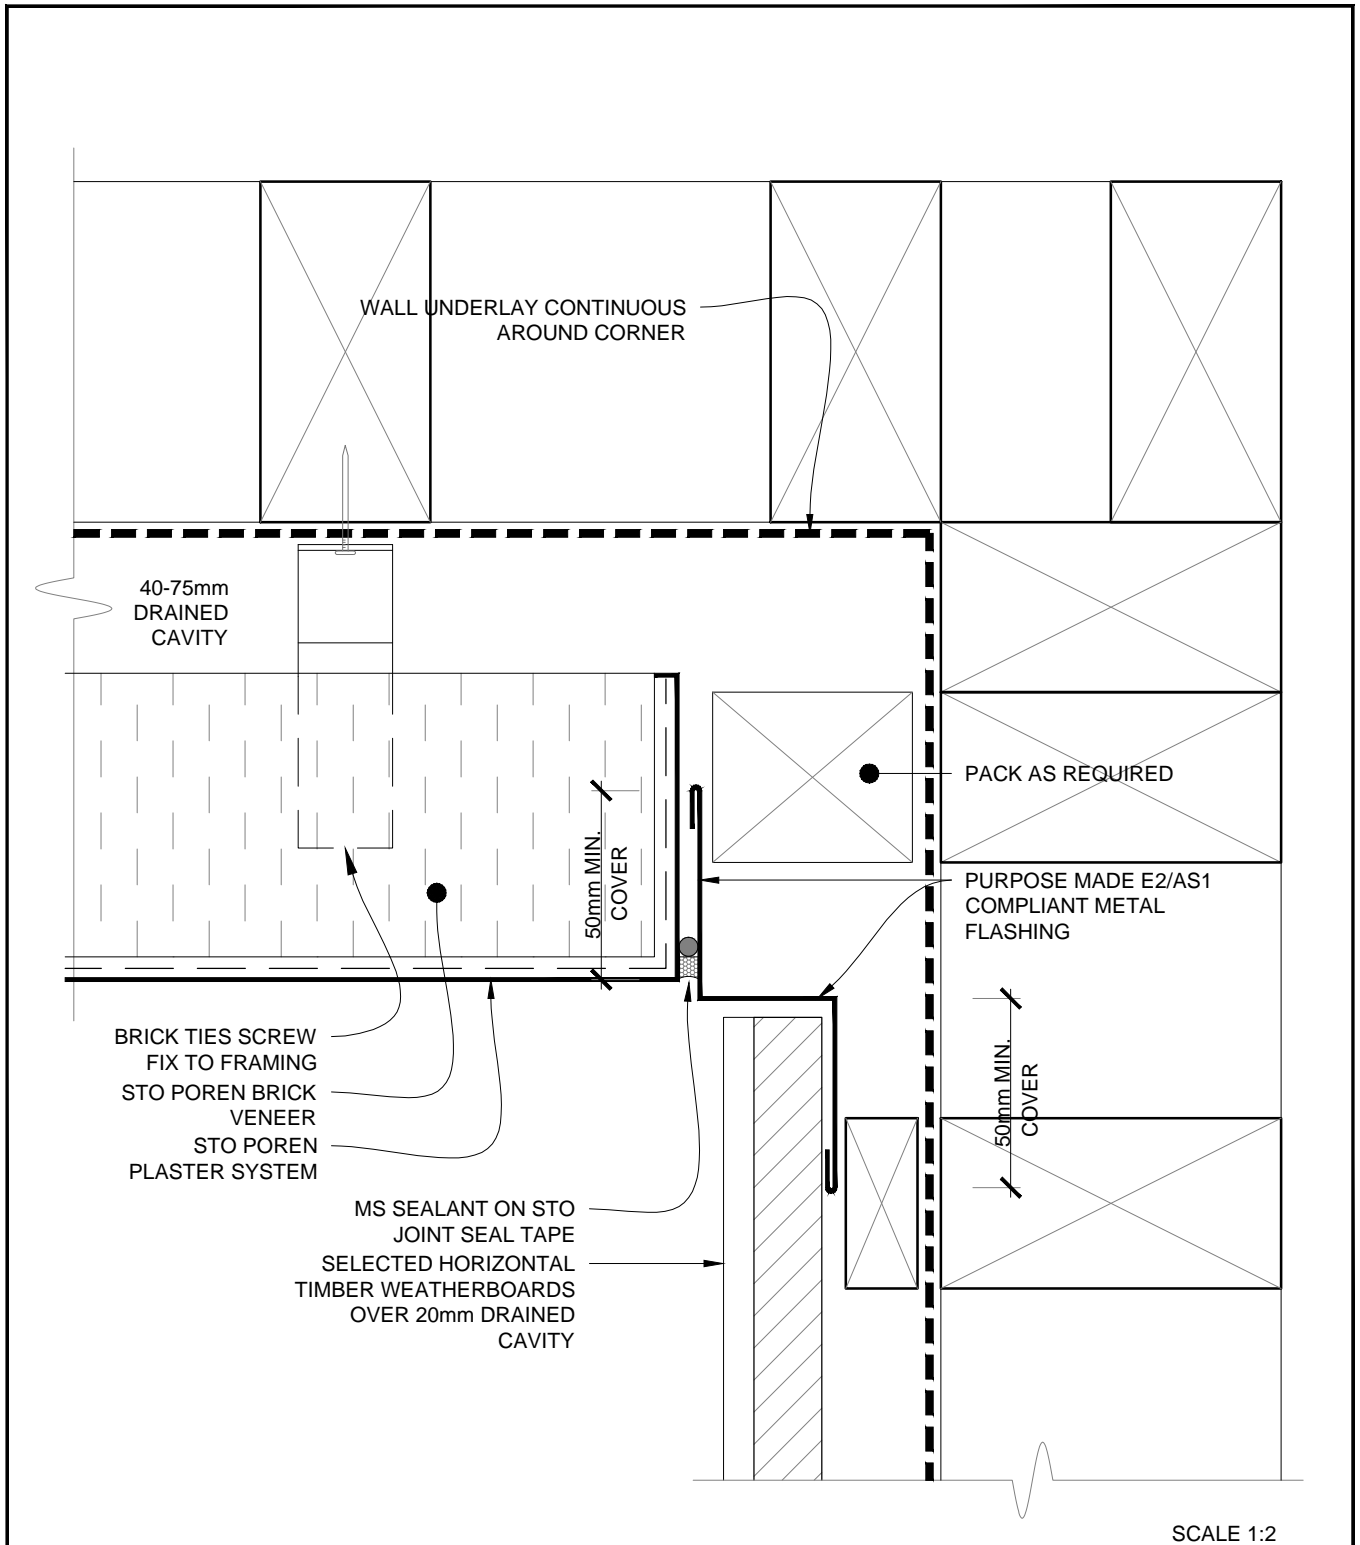 WALL UNDERLAY CONTINUOUS
AROUND CORNER
40-75mm
DRAINED
CAVITY
PACK AS REQUIRED
50mm MIN.
COVER
PURPOSE MADE E2/AS1
COMPLIANT METAL
FLASHING
50mm MIN.
COVER
BRICK TIES SCREW
FIX TO FRAMING
STO POREN BRICK
VENEER
STO POREN
PLASTER SYSTEM
MS SEALANT ON STO
JOINT SEAL TAPE
SELECTED HORIZONTAL
TIMBER WEATHERBOARDS
OVER 20mm DRAINED
CAVITY
SCALE 1:2